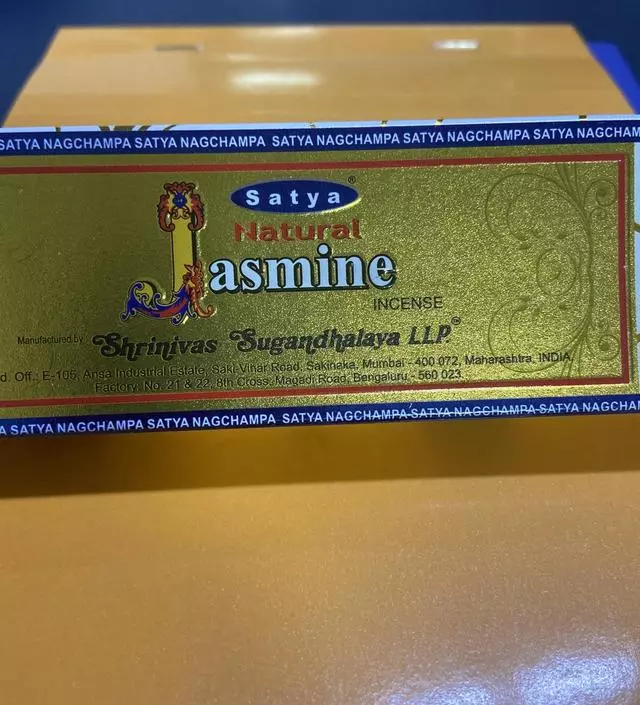 SATYA NAGCHAMPA SATYA NAGCHAMPA SATYA NAGCHAMPA SATYA NAGCHAMPA SATYA NAGCHAM
Satya®
Natural
Jasmine
INCENSE
Manufactured by Shrinivas Sugandhalaya LLP™
d. Off.: E-105, Ansa Industrial Estate, Saki-Vihar Road, Sakinaka, Mumbai - 400 072, Maharashtra, INDIA.
Factory: No. 21 & 22, 8th Cross, Magadi Road, Bengaluru - 560 023
A SATYA NAGCHAMPA SATYA NAGCHAMPA SATYA NAGCHAMPA SATYA NAGCHAMPA SATYA NAGCHAM